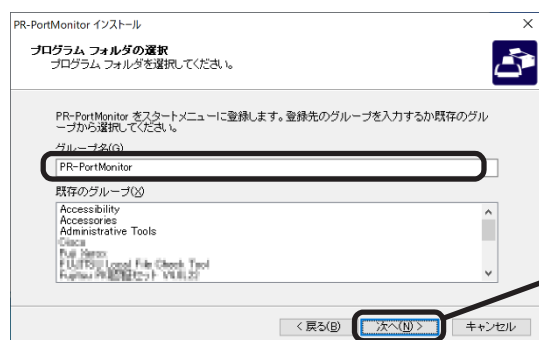 PR-PortMonitor インストール
プログラム フォルダの選択
プログラム フォルダを選択してください。
PR-PortMonitor をスタートメニューに登録します。登録先のグループを入力するか既存のグル
ープから選択してください。
グループ名(G)
PR-PortMonitor
既存のグループ(X)
Accessibility
Accessories
Administrative Tools
< 戻る(B)
次へ(N) >
キャンセル